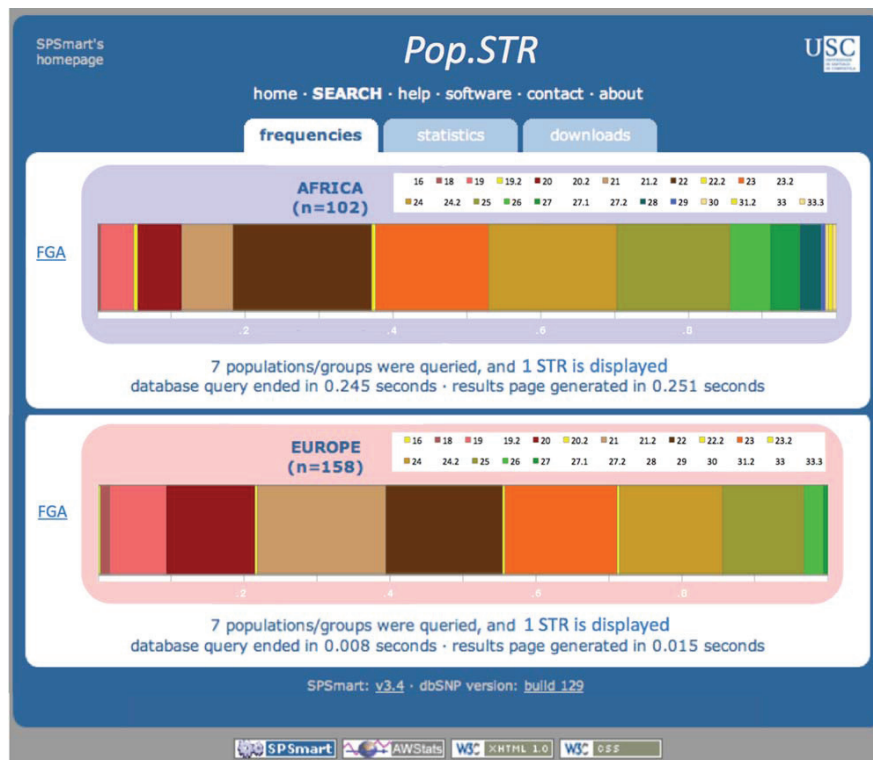 SPSmart's
homepage
Pop.STR
USC
home · SEARCH · help · software · contact · about
frequencies statistics downloads
AFRICA
(n=102)
16 18 19 19.2 20 20.2 21 21.2 22 22.2 23 23.2
24 24.2 25 26 27 27.1 27.2 28 29 30 31.2 33 33.3
FGA
.2 .4 .6 .8
7 populations/groups were queried, and 1 STR is displayed
database query ended in 0.245 seconds · results page generated in 0.251 seconds
EUROPE
(n=158)
16 18 19 19.2 20 20.2 21 21.2 22 22.2 23 23.2
24 24.2 25 26 27 27.1 27.2 28 29 30 31.2 33 33.3
FGA
.2 .4 .6 .8
7 populations/groups were queried, and 1 STR is displayed
database query ended in 0.008 seconds · results page generated in 0.015 seconds
SPSmart: v3.4 · dbSNP version: build 129
SPSmart AWStats W3C XHTML 1.0 W3C CSS